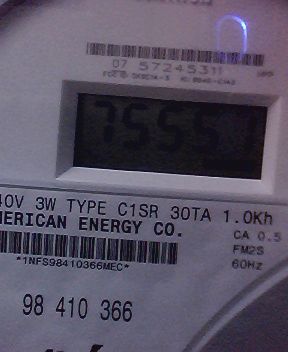 07 57245311
75557
40V 3W TYPE C1SR 30TA 1.0Kh
MERICAN ENERGY CO.
CA 0.5
FM2S
60Hz
*1NFS98410366MEC*
98 410 366